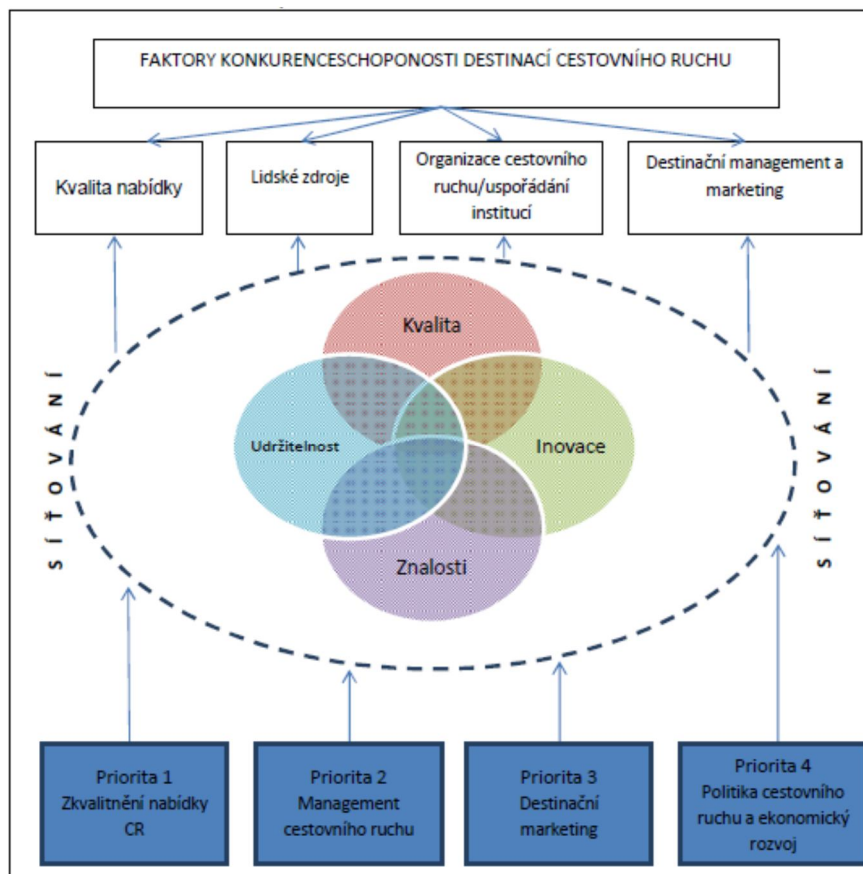 FAKTORY KONKURENCESCHOPONOSTI DESTINACÍ CESTOVNÍHO RUCHU
Kvalita nabídky
Lidské zdroje
Organizace cestovního
ruchu/uspořádání
institucí
Destinační management a
marketing
SÍŤOVÁNÍ
Kvalita
Udržitelnost
Inovace
Znalosti
SÍŤOVÁNÍ
Priorita 1
Zkvalitnění nabídky
CR
Priorita 2
Management
cestovního ruchu
Priorita 3
Destinační
marketing
Priorita 4
Politika cestovního
ruchu a ekonomický
rozvoj